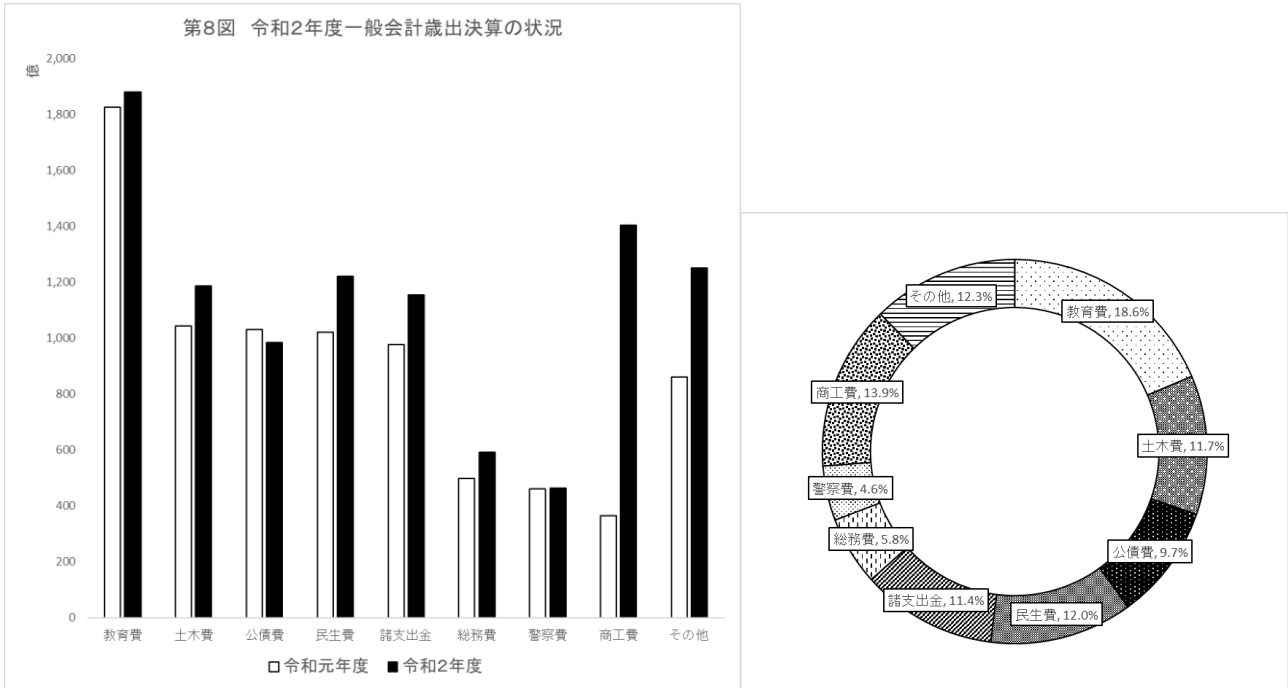 第8図 令和2年度一般会計歳出決算の状況
億
2,000
1,800
1,600
1,400
1,200
1,000
800
600
400
200
0
教育費 土木費 公債費 民生費 諸支出金 総務費 警察費 商工費 その他
□令和元年度 ■令和2年度
その他, 12.3%
教育費, 18.6%
商工費, 13.9%
土木費, 11.7%
警察費, 4.6%
総務費, 5.8%
公債費, 9.7%
諸支出金, 11.4%
民生費, 12.0%